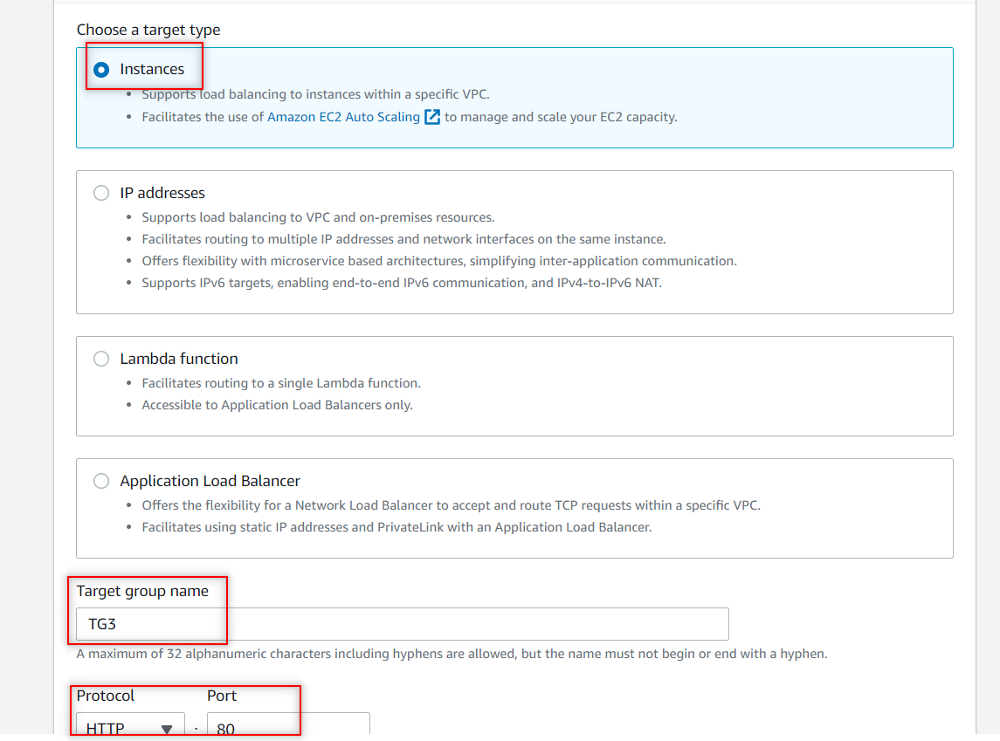 Choose a target type
Instances
Supports load balancing to instances within a specific VPC.
Facilitates the use of Amazon EC2 Auto Scaling to manage and scale your EC2 capacity.
IP addresses
Supports load balancing to VPC and on-premises resources.
Facilitates routing to multiple IP addresses and network interfaces on the same instance.
Offers flexibility with microservice based architectures, simplifying inter-application communication.
Supports IPv6 targets, enabling end-to-end IPv6 communication, and IPv4-to-IPv6 NAT.
Lambda function
Facilitates routing to a single Lambda function.
Accessible to Application Load Balancers only.
Application Load Balancer
Offers the flexibility for a Network Load Balancer to accept and route TCP requests within a specific VPC.
Facilitates using static IP addresses and PrivateLink with an Application Load Balancer.
Target group name
TG3
A maximum of 32 alphanumeric characters including hyphens are allowed, but the name must not begin or end with a hyphen.
Protocol Port
HTTP : 80